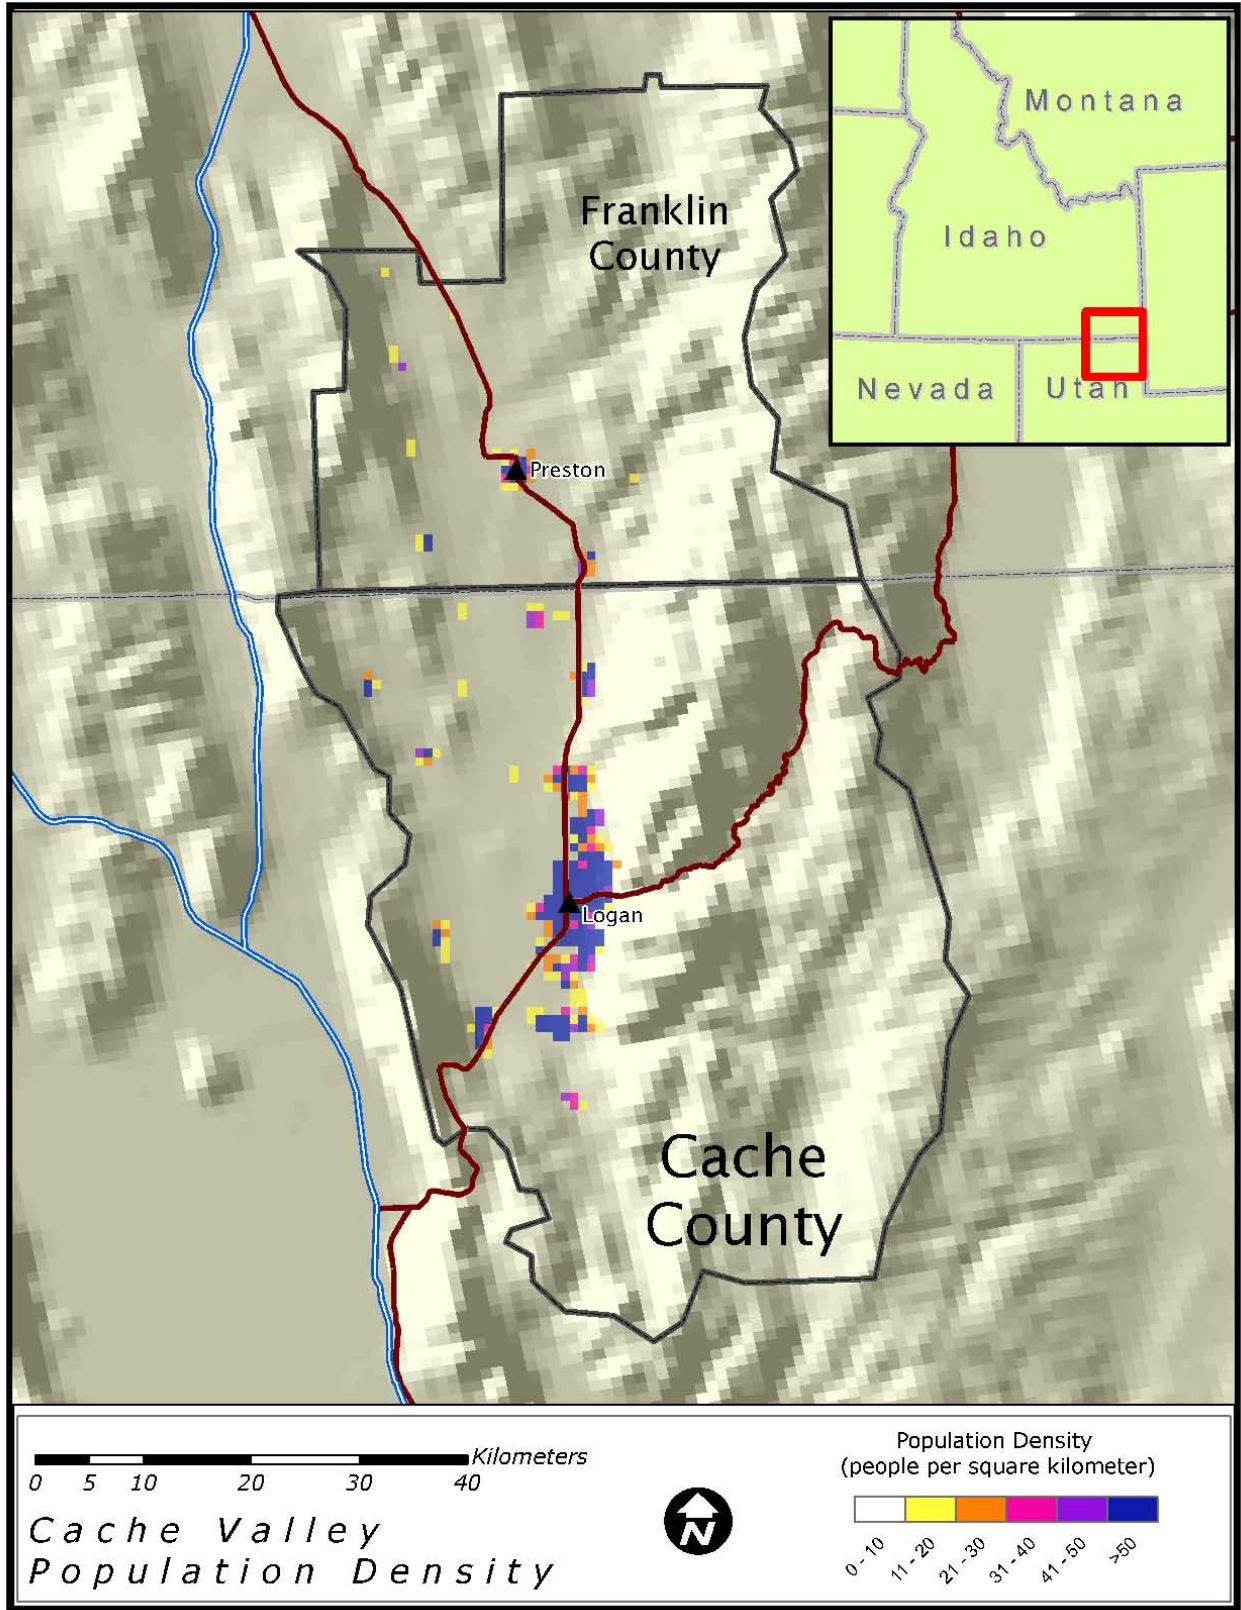 Montana
Idaho
Nevada
Utah
Franklin
County
Preston
Logan
Cache
County
Kilometers
0 5 10 20 30 40
Cache Valley
Population Density
N
Population Density
(people per square kilometer)
0 - 10
11 - 20
21 - 30
31 - 40
41 - 50
>50